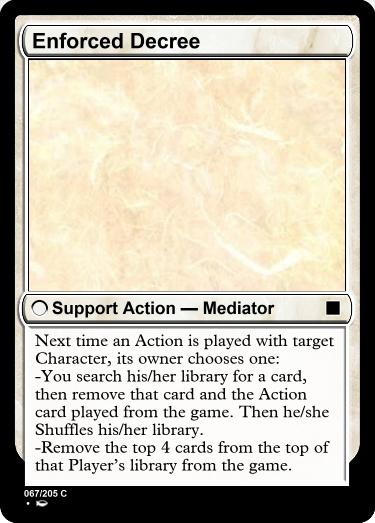 Enforced Decree
Support Action — Mediator
Next time an Action is played with target
Character, its owner chooses one:
-You search his/her library for a card,
then remove that card and the Action
card played from the game. Then he/she
Shuffles his/her library.
-Remove the top 4 cards from the top of
that Player's library from the game.
067/205 C